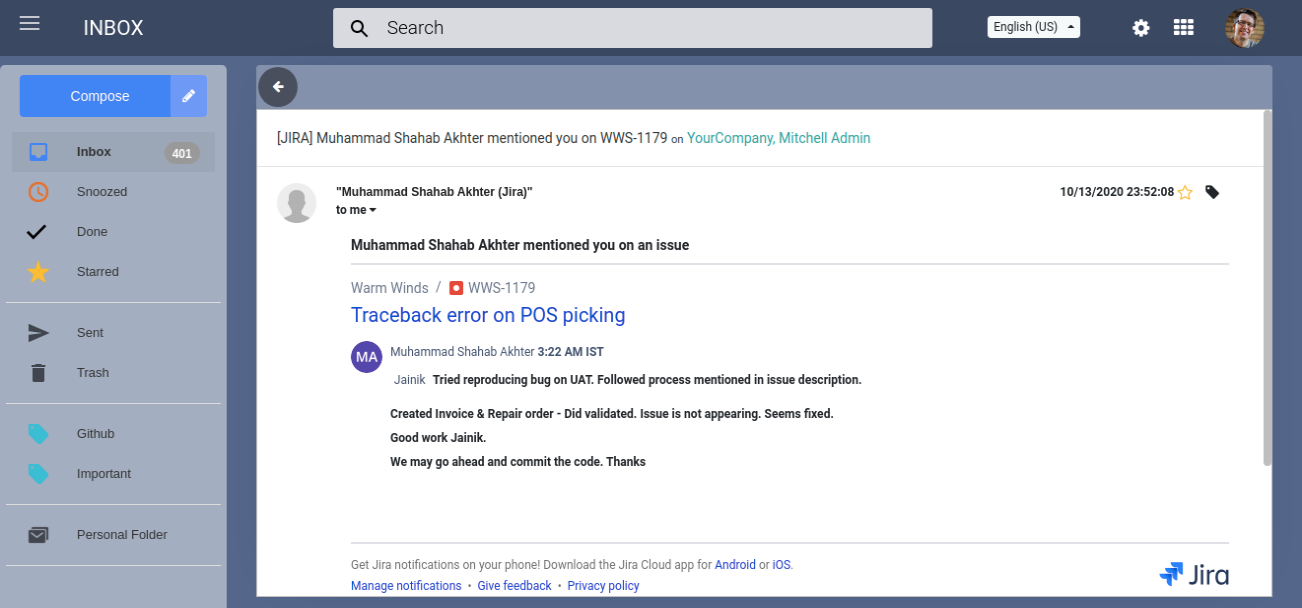 INBOX
Search
English (US)
Compose
Inbox
401
Snoozed
Done
Starred
Sent
Trash
Github
Important
Personal Folder
[JIRA] Muhammad Shahab Akhter mentioned you on WWS-1179 on YourCompany, Mitchell Admin
"Muhammad Shahab Akhter (Jira)"
10/13/2020 23:52:08
to me
Muhammad Shahab Akhter mentioned you on an issue
Warm Winds / WWS-1179
Traceback error on POS picking
MA
Muhammad Shahab Akhter 3:22 AM IST
Jainik Tried reproducing bug on UAT. Followed process mentioned in issue description.
Created Invoice & Repair order - Did validated. Issue is not appearing. Seems fixed.
Good work Jainik.
We may go ahead and commit the code. Thanks
Get Jira notifications on your phone! Download the Jira Cloud app for Android or iOS.
Manage notifications • Give feedback • Privacy policy
Jira